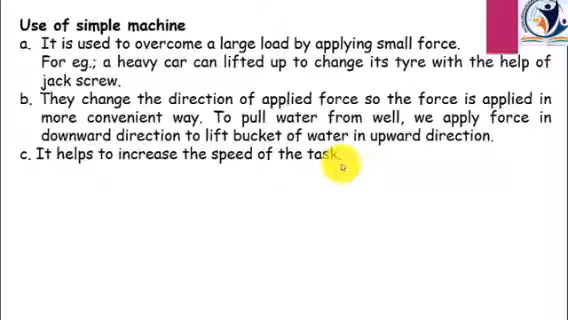 Use of simple machine
a. It is used to overcome a large load by applying small force.
For eg.; a heavy car can lifted up to change its tyre with the help of
jack screw.
b. They change the direction of applied force so the force is applied in
more convenient way. To pull water from well, we apply force in
downward direction to lift bucket of water in upward direction.
c. It helps to increase the speed of the task.